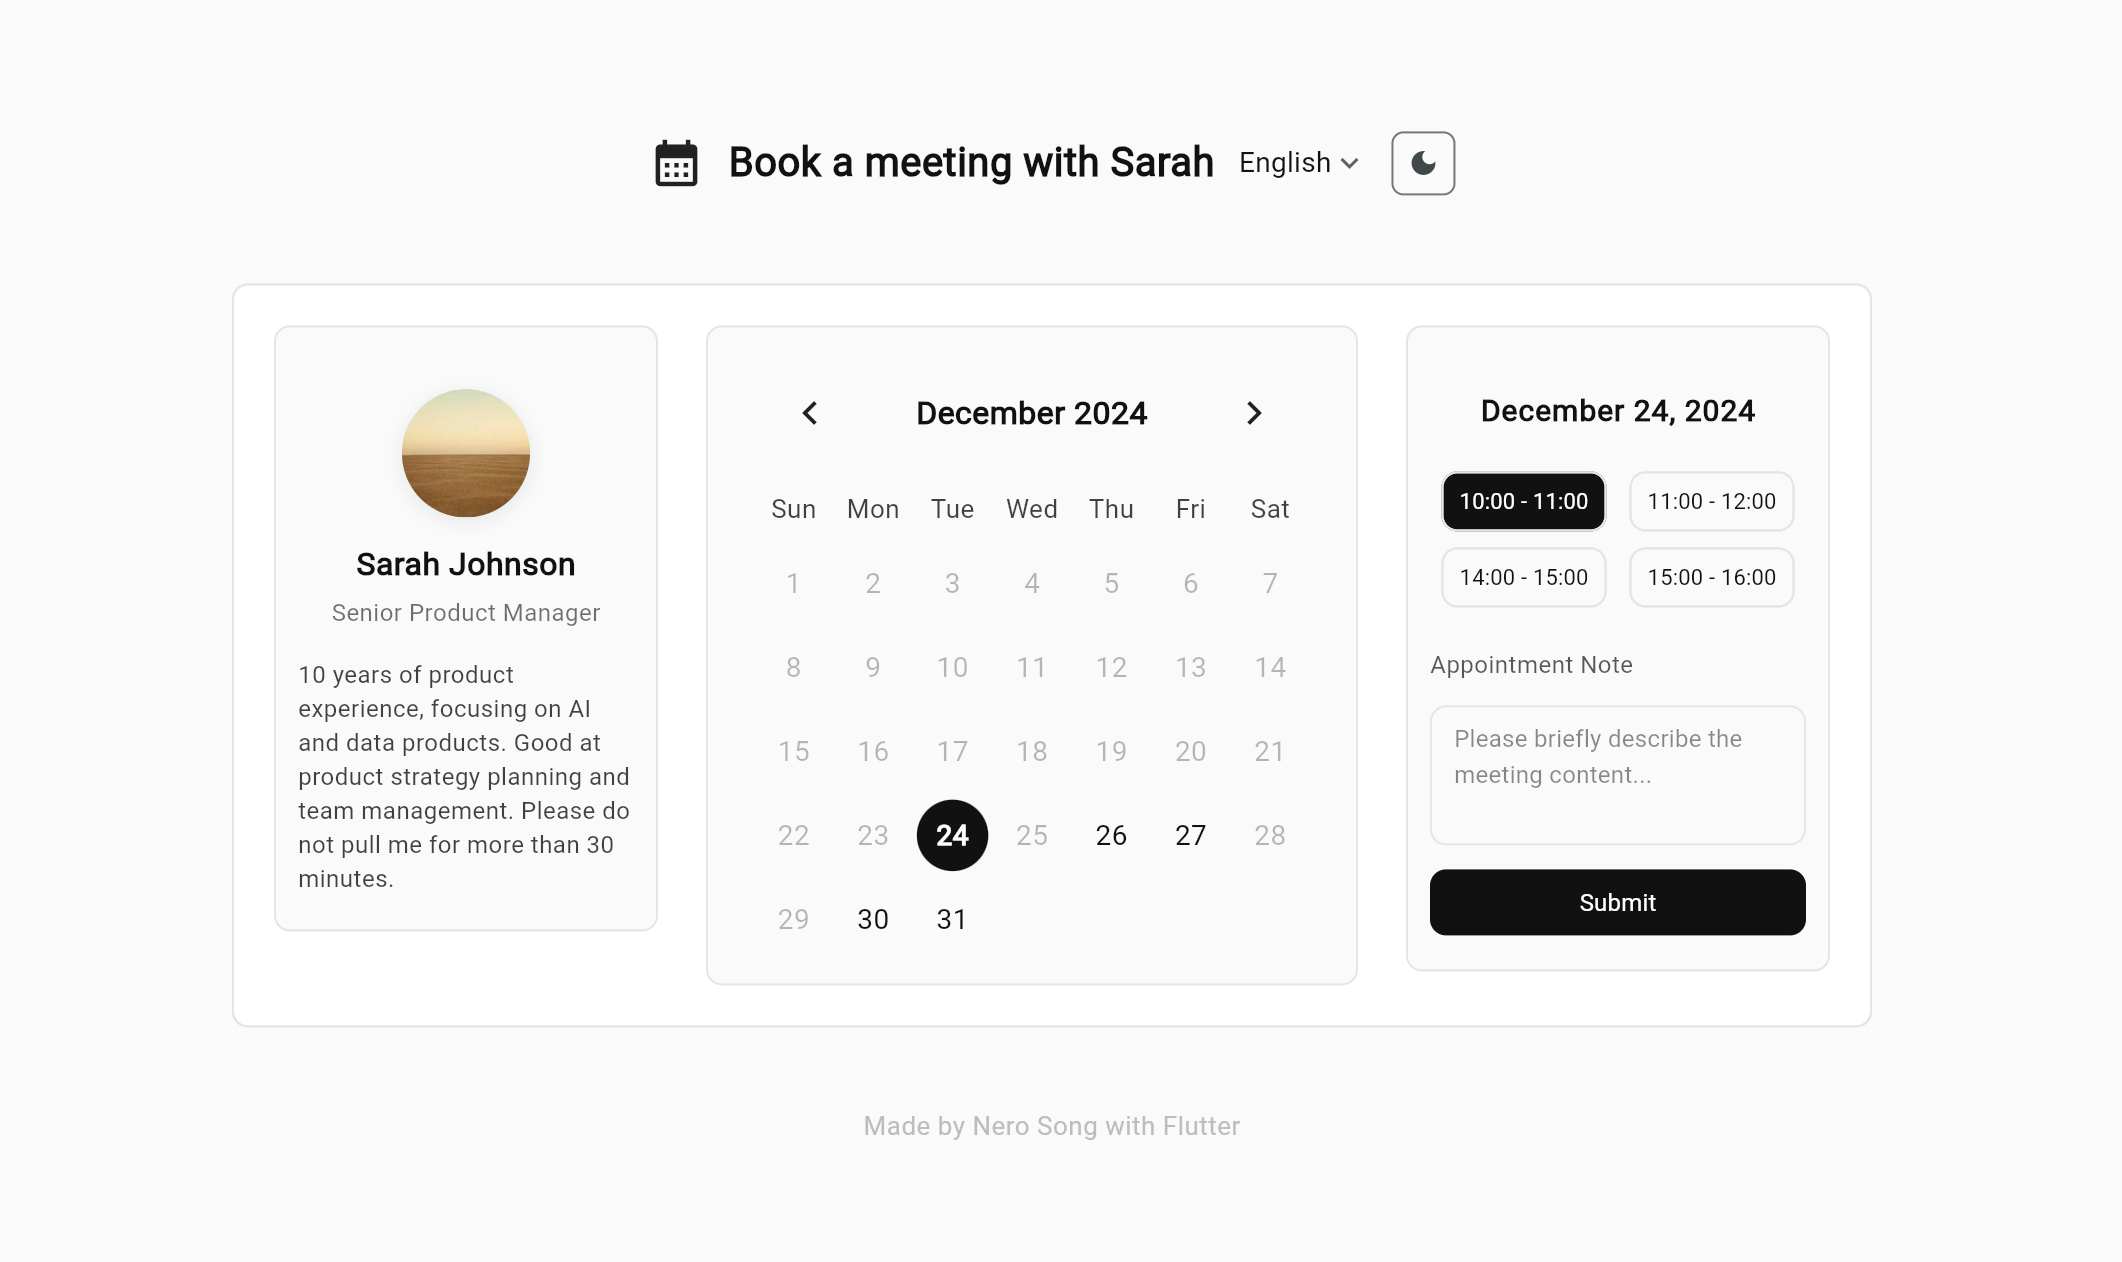 Book a meeting with Sarah English
Sarah Johnson
Senior Product Manager
10 years of product
experience, focusing on AI
and data products. Good at
product strategy planning and
team management. Please do
not pull me for more than 30
minutes.
December 2024
Sun Mon Tue Wed Thu Fri Sat
1 2 3 4 5 6 7
8 9 10 11 12 13 14
15 16 17 18 19 20 21
22 23 24 25 26 27 28
29 30 31
December 24, 2024
10:00 - 11:00 11:00 - 12:00
14:00 - 15:00 15:00 - 16:00
Appointment Note
Please briefly describe the
meeting content...
Submit
Made by Nero Song with Flutter